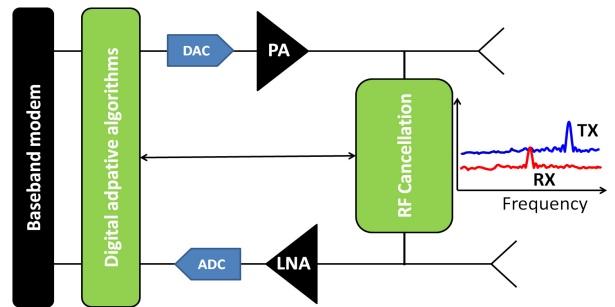 Baseband modem
Digital adpative algorithms
DAC
PA
RF Cancellation
TX
RX
Frequency
ADC
LNA